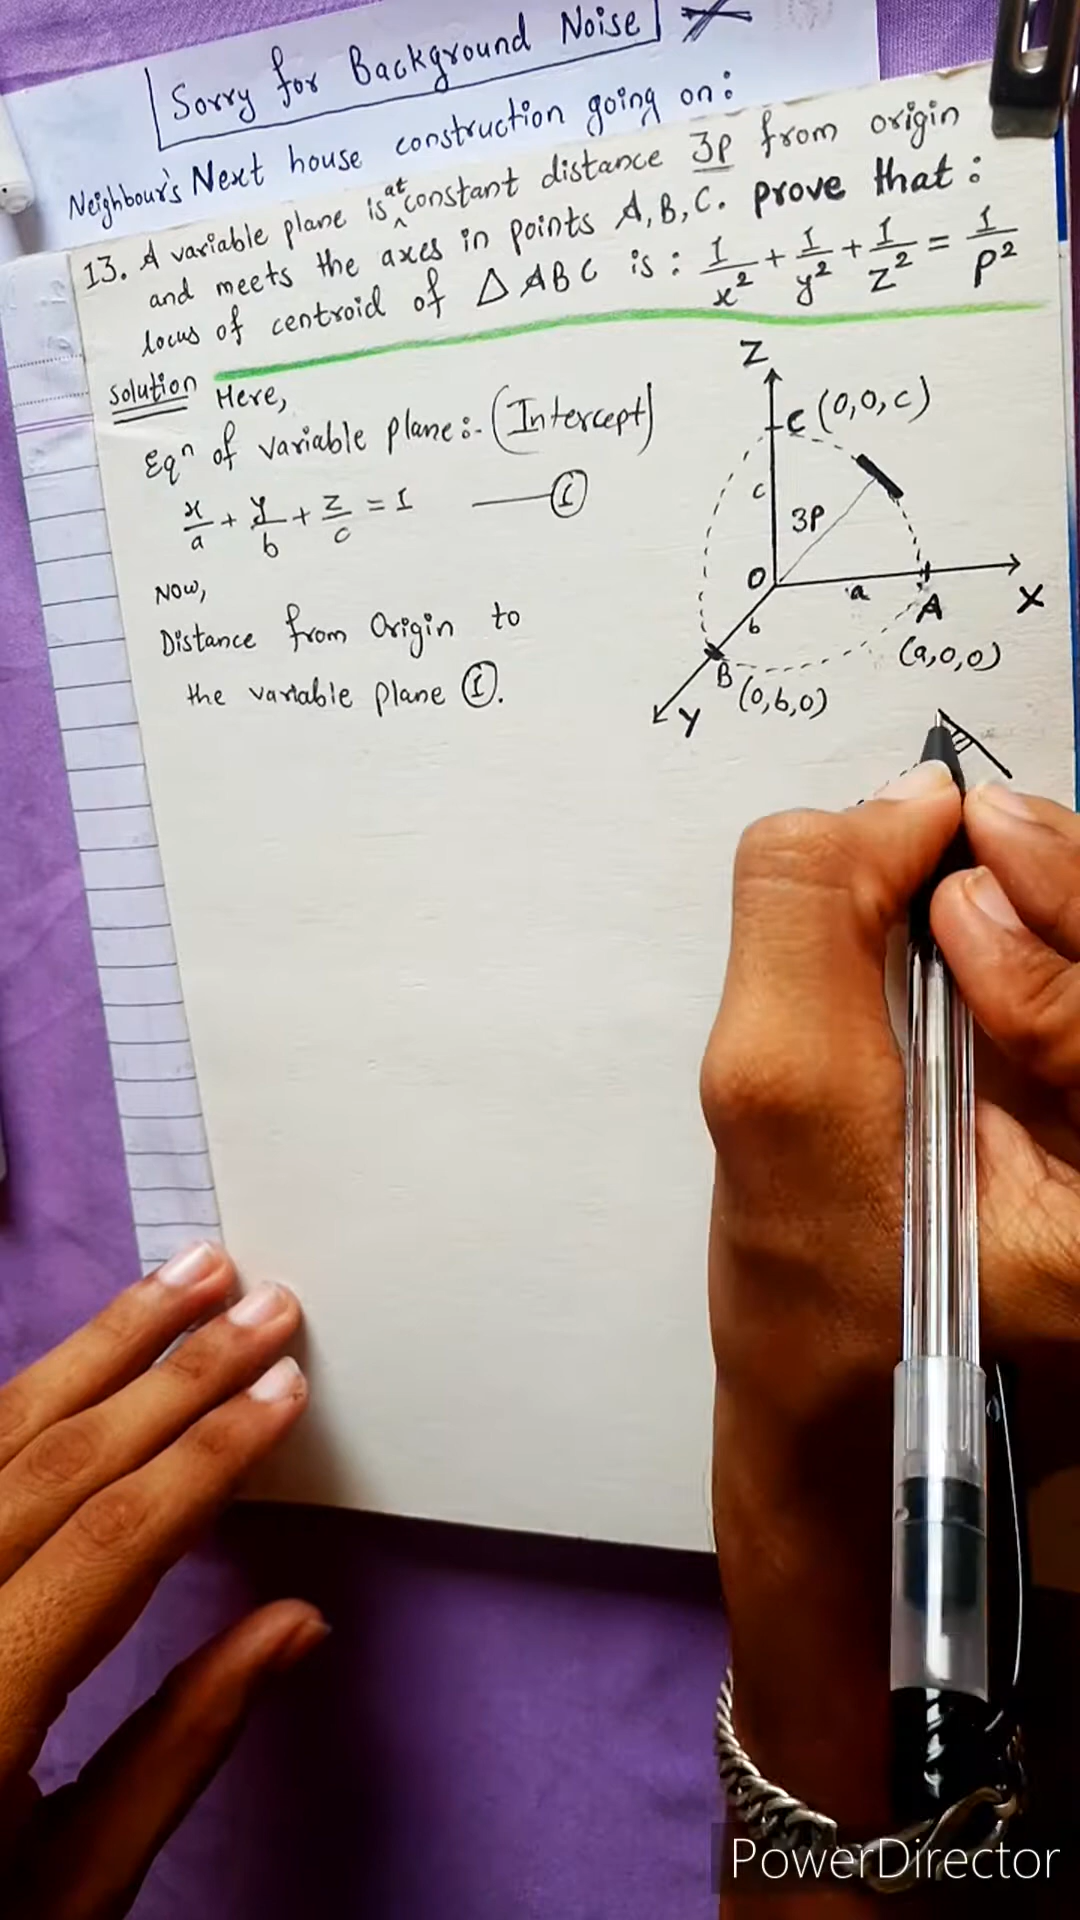 Sorry for Background Noise
Neighbour's Next house construction going on:
13. A variable plane is at constant distance 3P from origin
and meets the axes in points A, B, C. prove that:
locus of centroid of △ABC is: 1/x² + 1/y² + 1/z² = 1/P²
Solution Here,
Eqⁿ of variable plane:- (Intercept)
x/a + y/b + z/c = 1 —— (1)
Now,
Distance from Origin to
the variable plane (1).
Z
C (0,0,c)
c
3P
O
a
A
X
(a,0,0)
b
B
(0,b,0)
Y
PowerDirector